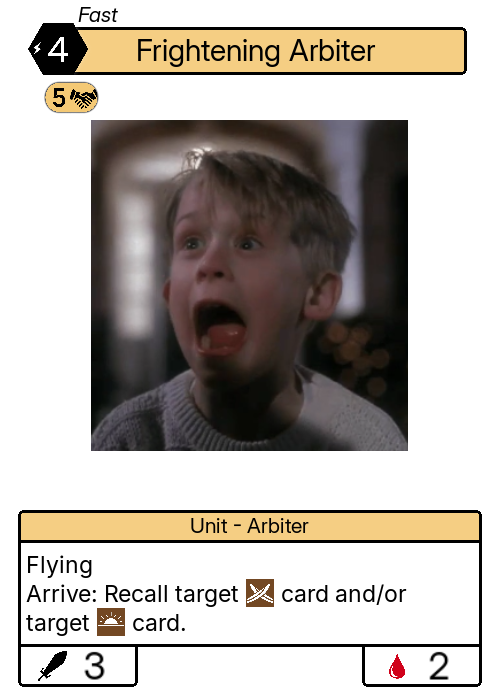 Fast
4
Frightening Arbiter
5
Unit - Arbiter
Flying
Arrive: Recall target card and/or
target card.
3
2